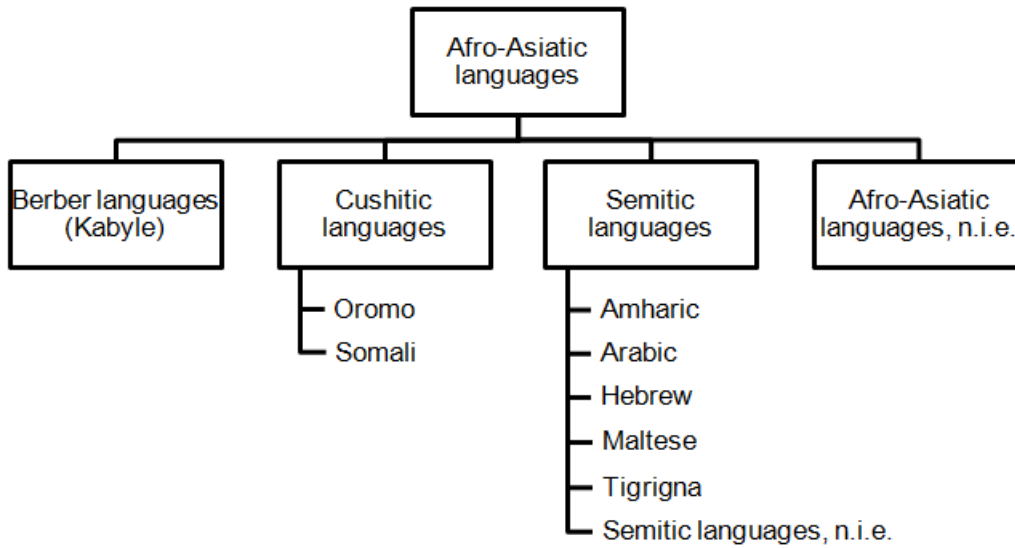 Afro-Asiatic
languages
Berber languages
(Kabyle)
Cushitic
languages
Semitic
languages
Afro-Asiatic
languages, n.i.e.
Oromo
Somali
Amharic
Arabic
Hebrew
Maltese
Tigrigna
Semitic languages, n.i.e.